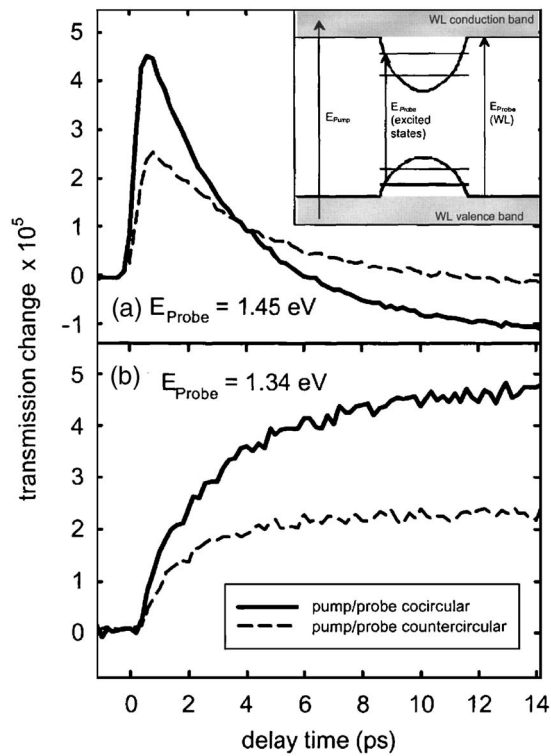 WL conduction band
E_Pump
E_Probe
(excited
states)
E_Probe
(WL)
WL valence band
5
4
3
2
1
0
-1
(a) E_Probe = 1.45 eV
(b) E_Probe = 1.34 eV
5
4
3
2
1
0
transmission change x 10^5
pump/probe cocircular
pump/probe countercircular
0 2 4 6 8 10 12 14
delay time (ps)